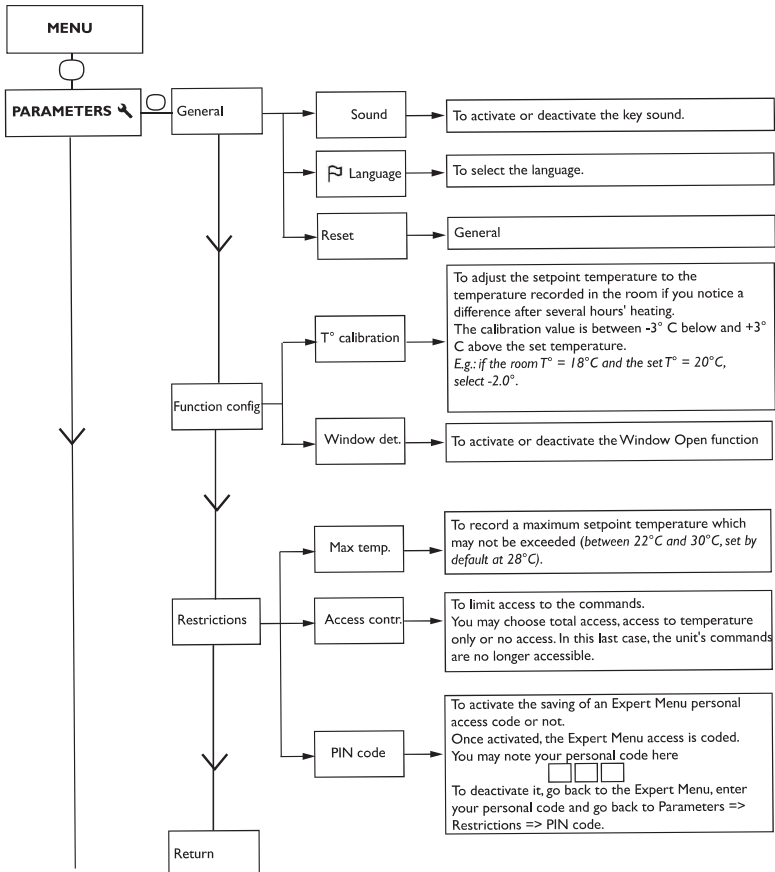 MENU
PARAMETERS
General
Sound
To activate or deactivate the key sound.
Language
To select the language.
Reset
General
Function config
T° calibration
To adjust the setpoint temperature to the
temperature recorded in the room if you notice a
difference after several hours' heating.
The calibration value is between -3° C below and +3°
C above the set temperature.
E.g.: if the room T° = 18°C and the set T° = 20°C,
select -2.0°.
Window det.
To activate or deactivate the Window Open function
Restrictions
Max temp.
To record a maximum setpoint temperature which
may not be exceeded (between 22°C and 30°C, set by
default at 28°C).
Access contr.
To limit access to the commands.
You may choose total access, access to temperature
only or no access. In this last case, the unit's commands
are no longer accessible.
PIN code
To activate the saving of an Expert Menu personal
access code or not.
Once activated, the Expert Menu access is coded.
You may note your personal code here
To deactivate it, go back to the Expert Menu, enter
your personal code and go back to Parameters =>
Restrictions => PIN code.
Return